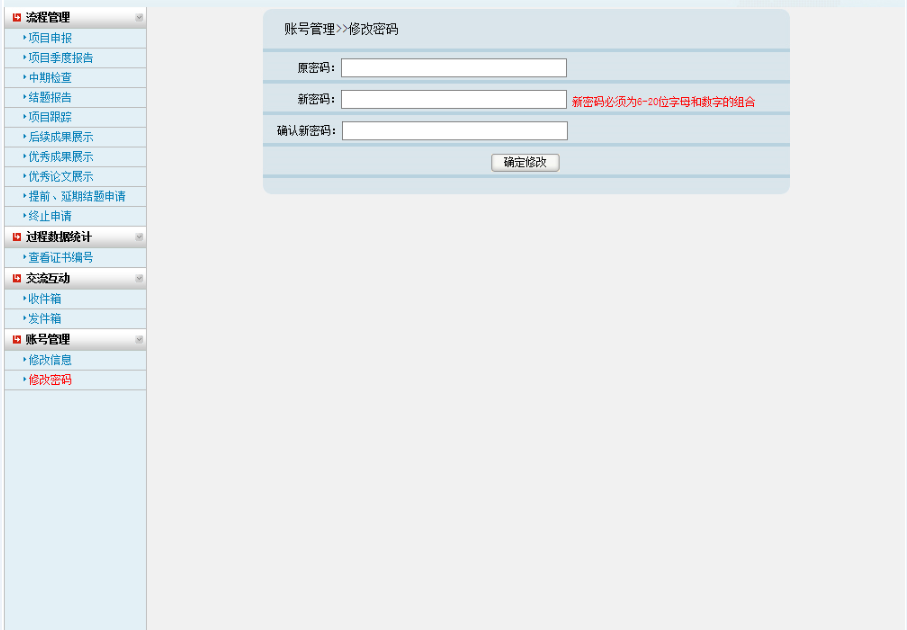 流程管理
项目申报
项目季度报告
中期检查
结题报告
项目跟踪
后续成果展示
优秀成果展示
优秀论文展示
提前、延期结题申请
终止申请
过程数据统计
查看证书编号
交流互动
收件箱
发件箱
账号管理
修改信息
修改密码
账号管理>>修改密码
原密码：
新密码： 新密码必须为6-20位字母和数字的组合
确认新密码：
确定修改